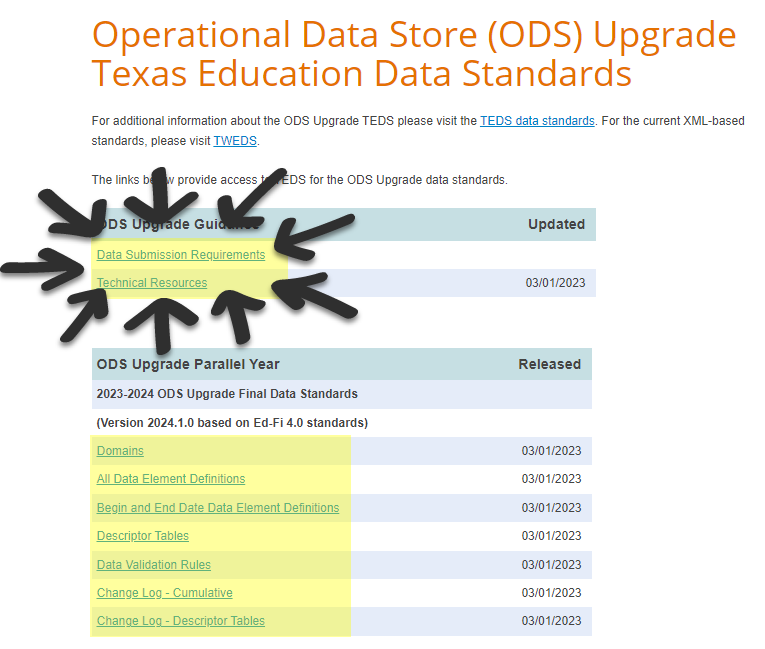 Operational Data Store (ODS) Upgrade
Texas Education Data Standards
For additional information about the ODS Upgrade TEDS please visit the TEDS data standards. For the current XML-based
standards, please visit TWEDS.
The links below provide access to TEDS for the ODS Upgrade data standards.
ODS Upgrade Guidance Updated
Data Submission Requirements
Technical Resources 03/01/2023
ODS Upgrade Parallel Year Released
2023-2024 ODS Upgrade Final Data Standards
(Version 2024.1.0 based on Ed-Fi 4.0 standards)
Domains 03/01/2023
All Data Element Definitions 03/01/2023
Begin and End Date Data Element Definitions 03/01/2023
Descriptor Tables 03/01/2023
Data Validation Rules 03/01/2023
Change Log - Cumulative 03/01/2023
Change Log - Descriptor Tables 03/01/2023